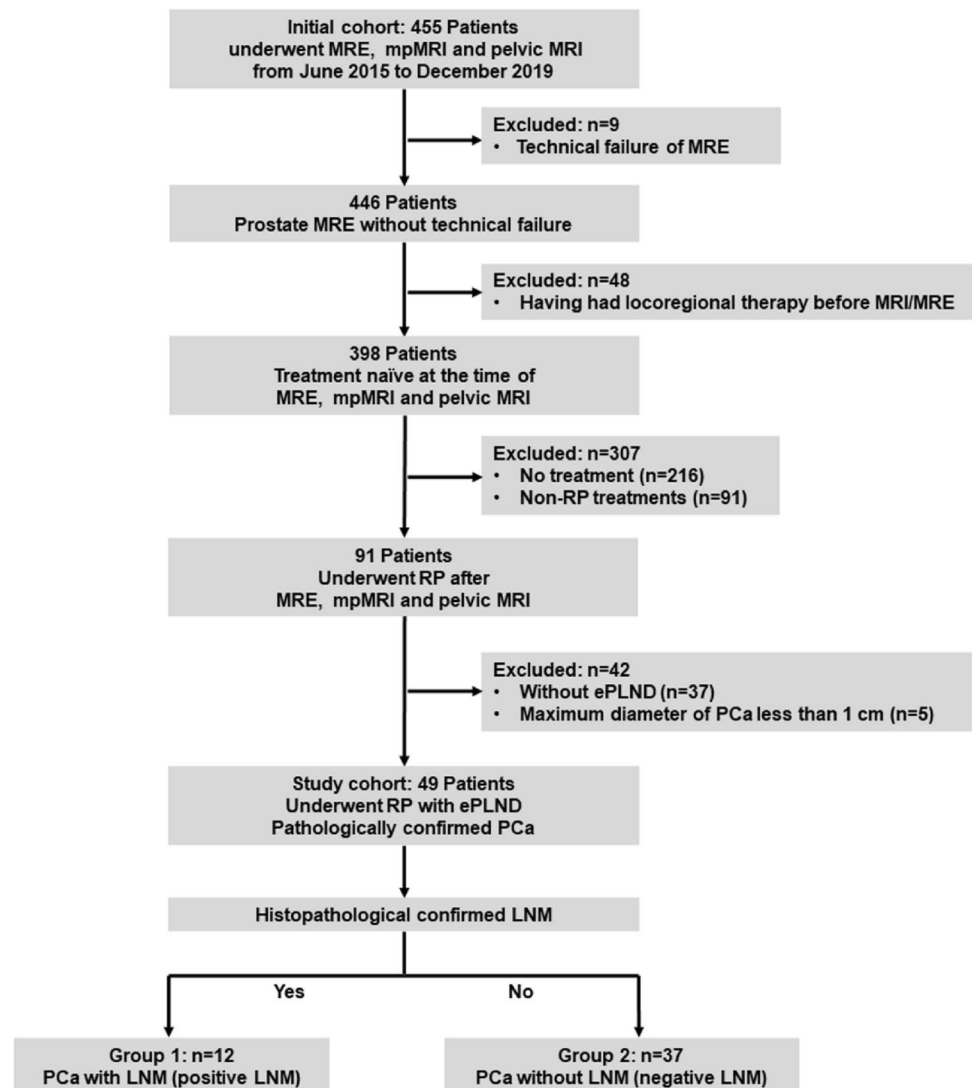 Initial cohort: 455 Patients
underwent MRE, mpMRI and pelvic MRI
from June 2015 to December 2019
Excluded: n=9
• Technical failure of MRE
446 Patients
Prostate MRE without technical failure
Excluded: n=48
• Having had locoregional therapy before MRI/MRE
398 Patients
Treatment naïve at the time of
MRE, mpMRI and pelvic MRI
Excluded: n=307
• No treatment (n=216)
• Non-RP treatments (n=91)
91 Patients
Underwent RP after
MRE, mpMRI and pelvic MRI
Excluded: n=42
• Without ePLND (n=37)
• Maximum diameter of PCa less than 1 cm (n=5)
Study cohort: 49 Patients
Underwent RP with ePLND
Pathologically confirmed PCa
Histopathological confirmed LNM
Yes
No
Group 1: n=12
PCa with LNM (positive LNM)
Group 2: n=37
PCa without LNM (negative LNM)